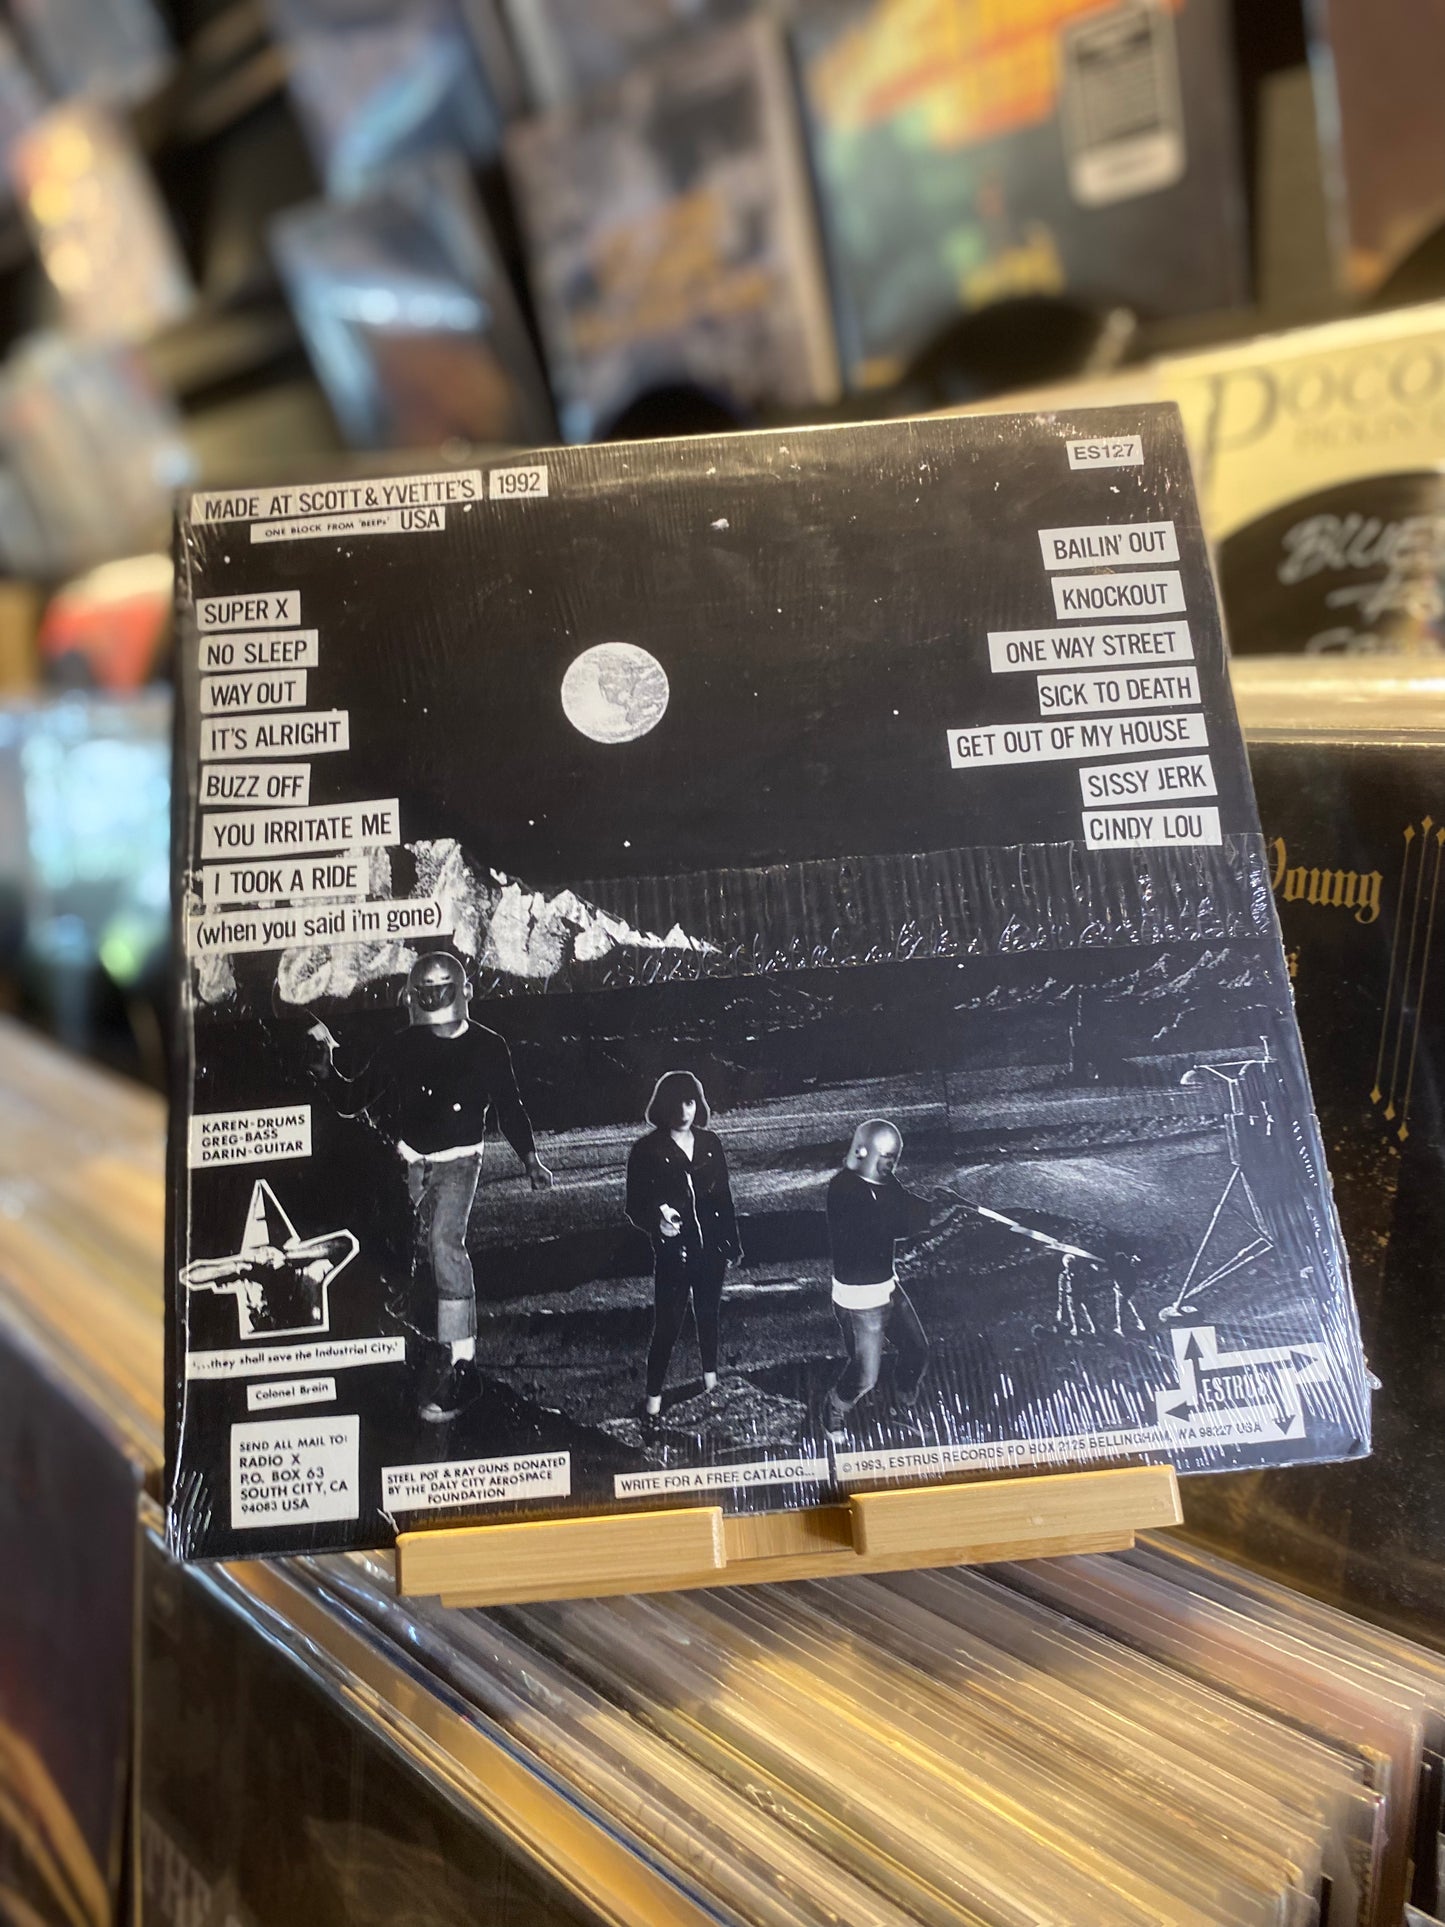 MADE AT SCOTT & YVETTE'S 1992
ONE BLOCK FROM 'BEEPs' USA
ES127
SUPER X
NO SLEEP
WAY OUT
IT'S ALRIGHT
BUZZ OFF
YOU IRRITATE ME
I TOOK A RIDE
(when you said i'm gone)
BAILIN' OUT
KNOCKOUT
ONE WAY STREET
SICK TO DEATH
GET OUT OF MY HOUSE
SISSY JERK
CINDY LOU
KAREN-DRUMS
GREG-BASS
DARIN-GUITAR
'...they shall save the Industrial City.'
Colonel Brain
SEND ALL MAIL TO:
RADIO X
P.O. BOX 63
SOUTH CITY, CA
94083 USA
STEEL POT & RAY GUNS DONATED
BY THE DALY CITY AEROSPACE
FOUNDATION
WRITE FOR A FREE CATALOG...
© 1993, ESTRUS RECORDS PO BOX 2125 BELLINGHAM, WA 98227 USA
ESTRUS
POCO
Young